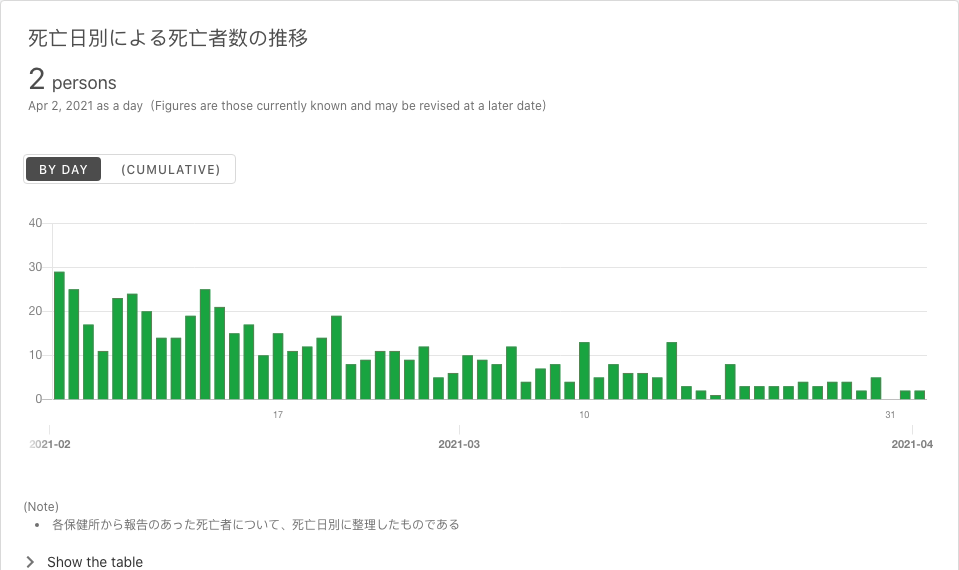 死亡日別による死亡者数の推移
2 persons
Apr 2, 2021 as a day (Figures are those currently known and may be revised at a later date)
BY DAY (CUMULATIVE)
40
30
20
10
0
17 10 31
2021-02 2021-03 2021-04
(Note)
• 各保健所から報告のあった死亡者について、死亡日別に整理したものである
Show the table